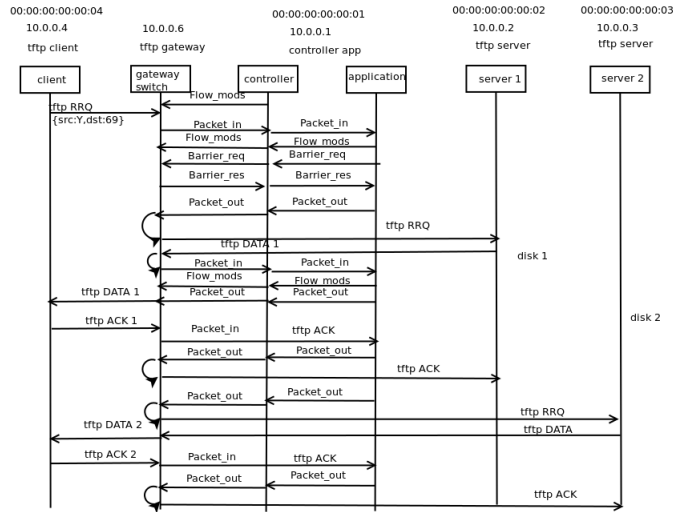 00:00:00:00:00:04
00:00:00:00:00:01
00:00:00:00:00:02
00:00:00:00:00:03
10.0.0.4
10.0.0.6
10.0.0.1
10.0.0.2
10.0.0.3
tftp client
tftp gateway
controller app
tftp server
tftp server
client
gateway
switch
controller
application
server 1
server 2
Flow_mods
tftp RRQ
{src:Y,dst:69}
Packet_in
Packet_in
Flow_mods
Flow_mods
Barrier_req
Barrier_req
Barrier_res
Barrier_res
Packet_out
Packet_out
tftp RRQ
tftp DATA 1
disk 1
Packet_in
Packet_in
Flow_mods
Flow_mods
tftp DATA 1
Packet_out
Packet_out
disk 2
tftp ACK 1
Packet_in
tftp ACK
Packet_out
Packet_out
tftp ACK
Packet_out
Packet_out
tftp RRQ
tftp DATA 2
tftp DATA
tftp ACK 2
Packet_in
tftp ACK
Packet_out
Packet_out
tftp ACK